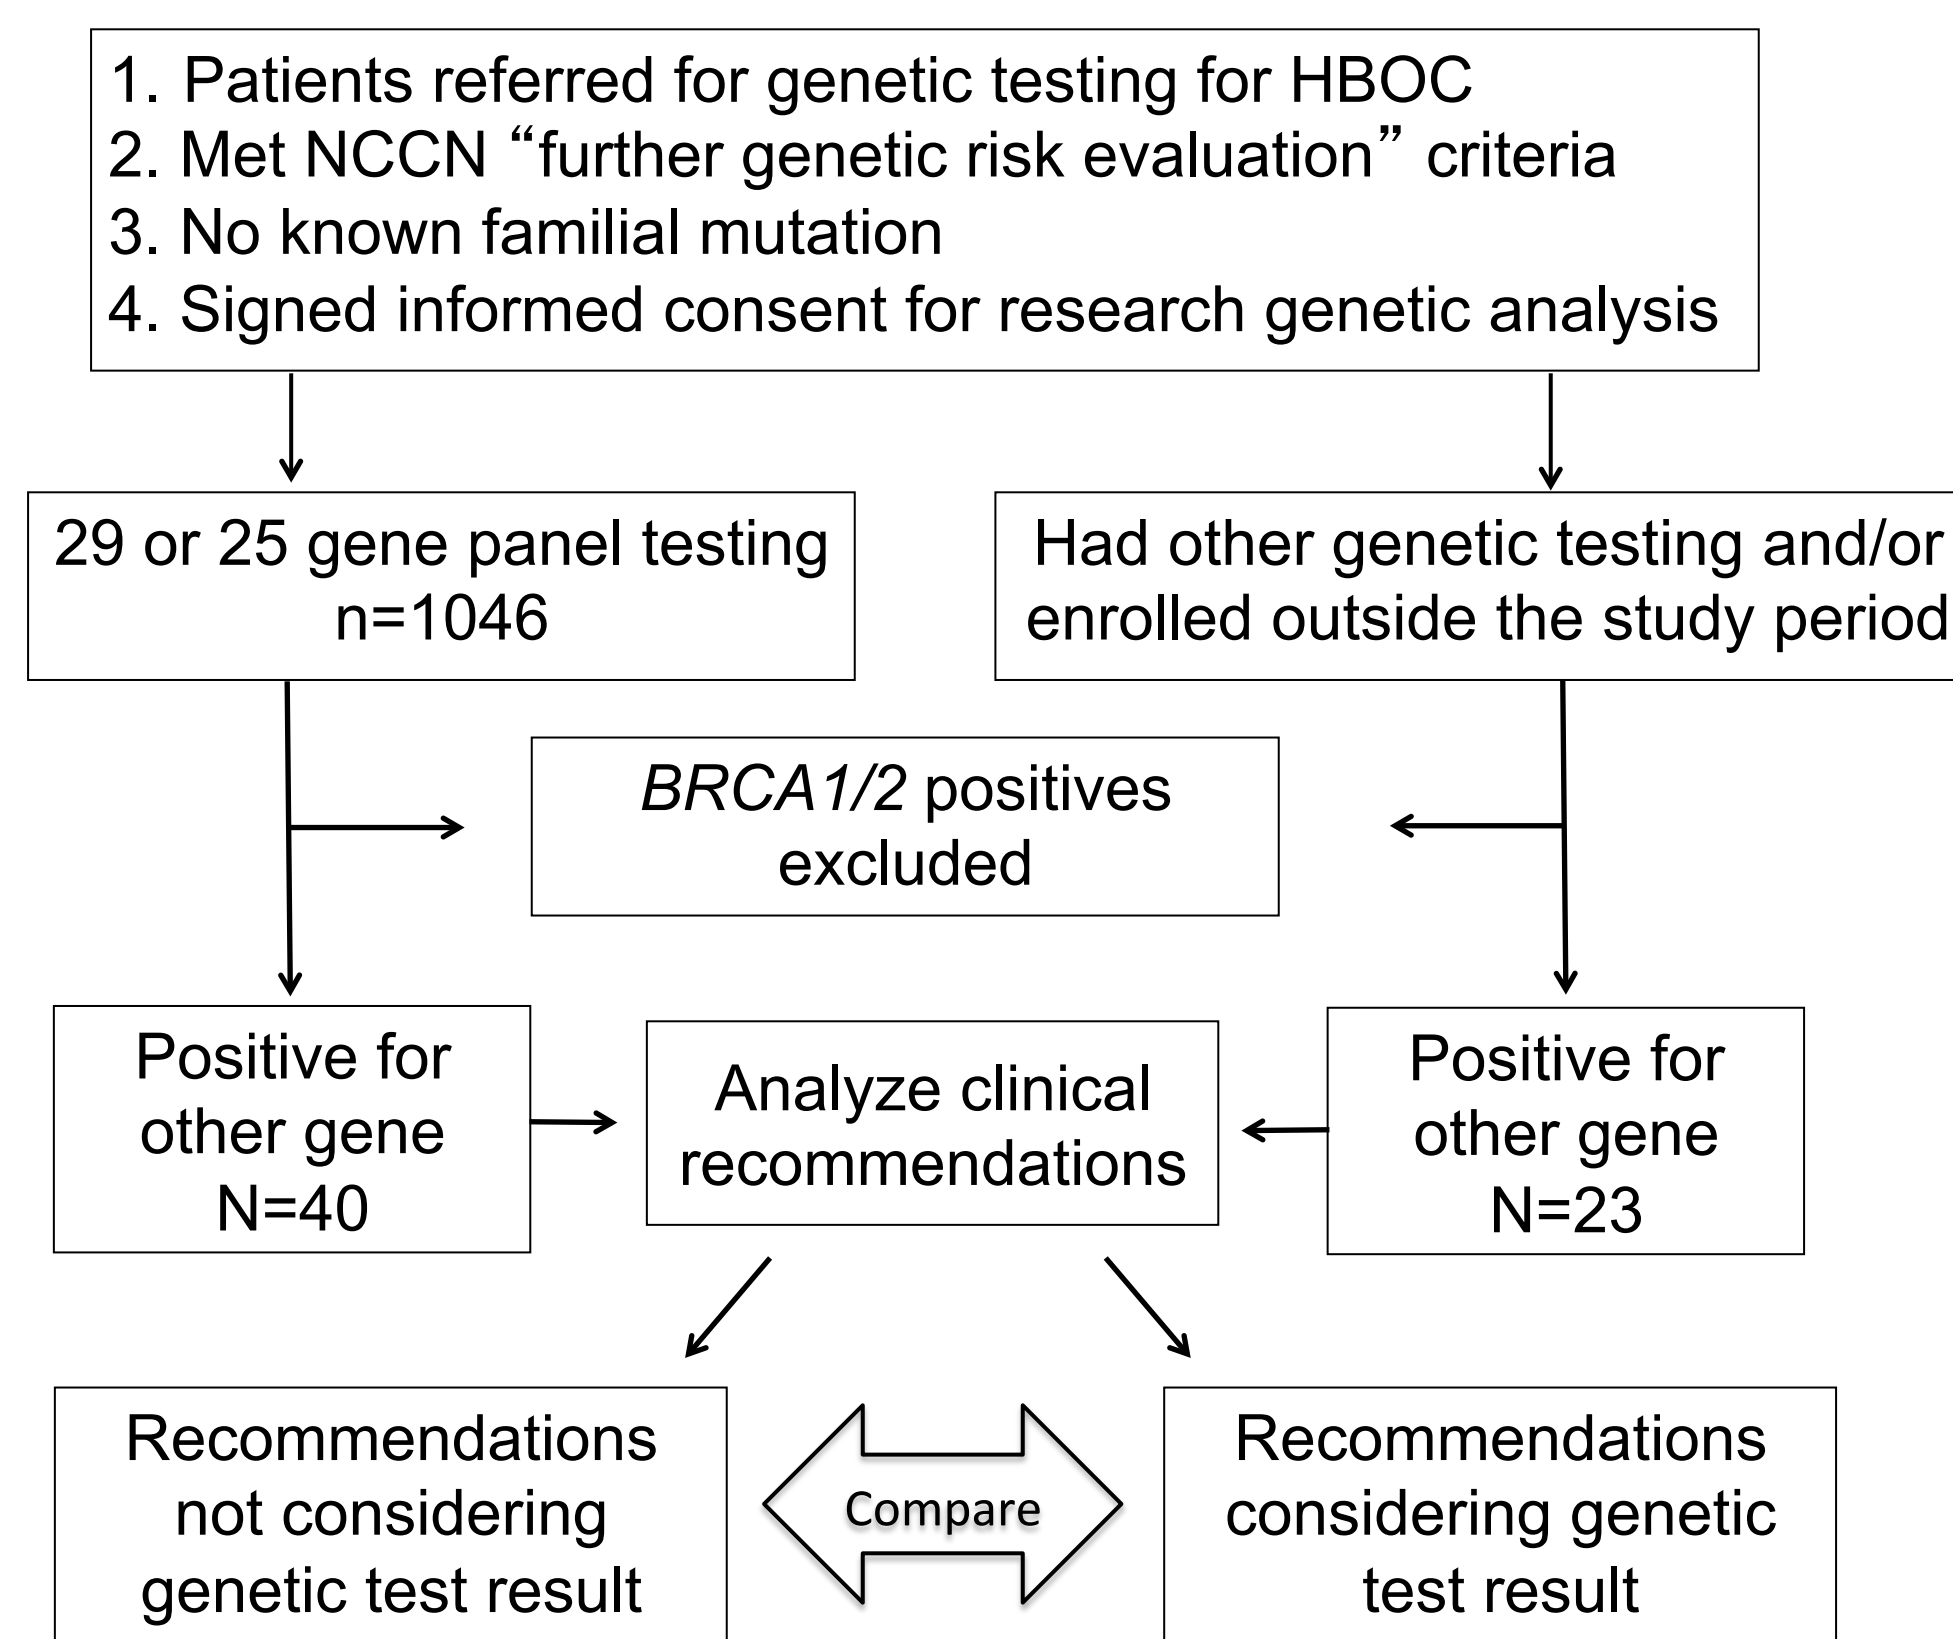 1. Patients referred for genetic testing for HBOC
2. Met NCCN “further genetic risk evaluation” criteria
3. No known familial mutation
4. Signed informed consent for research genetic analysis
29 or 25 gene panel testing
n=1046
Had other genetic testing and/or
enrolled outside the study period
BRCA1/2 positives
excluded
Positive for
other gene
N=40
Analyze clinical
recommendations
Positive for
other gene
N=23
Recommendations
not considering
genetic test result
Compare
Recommendations
considering genetic
test result